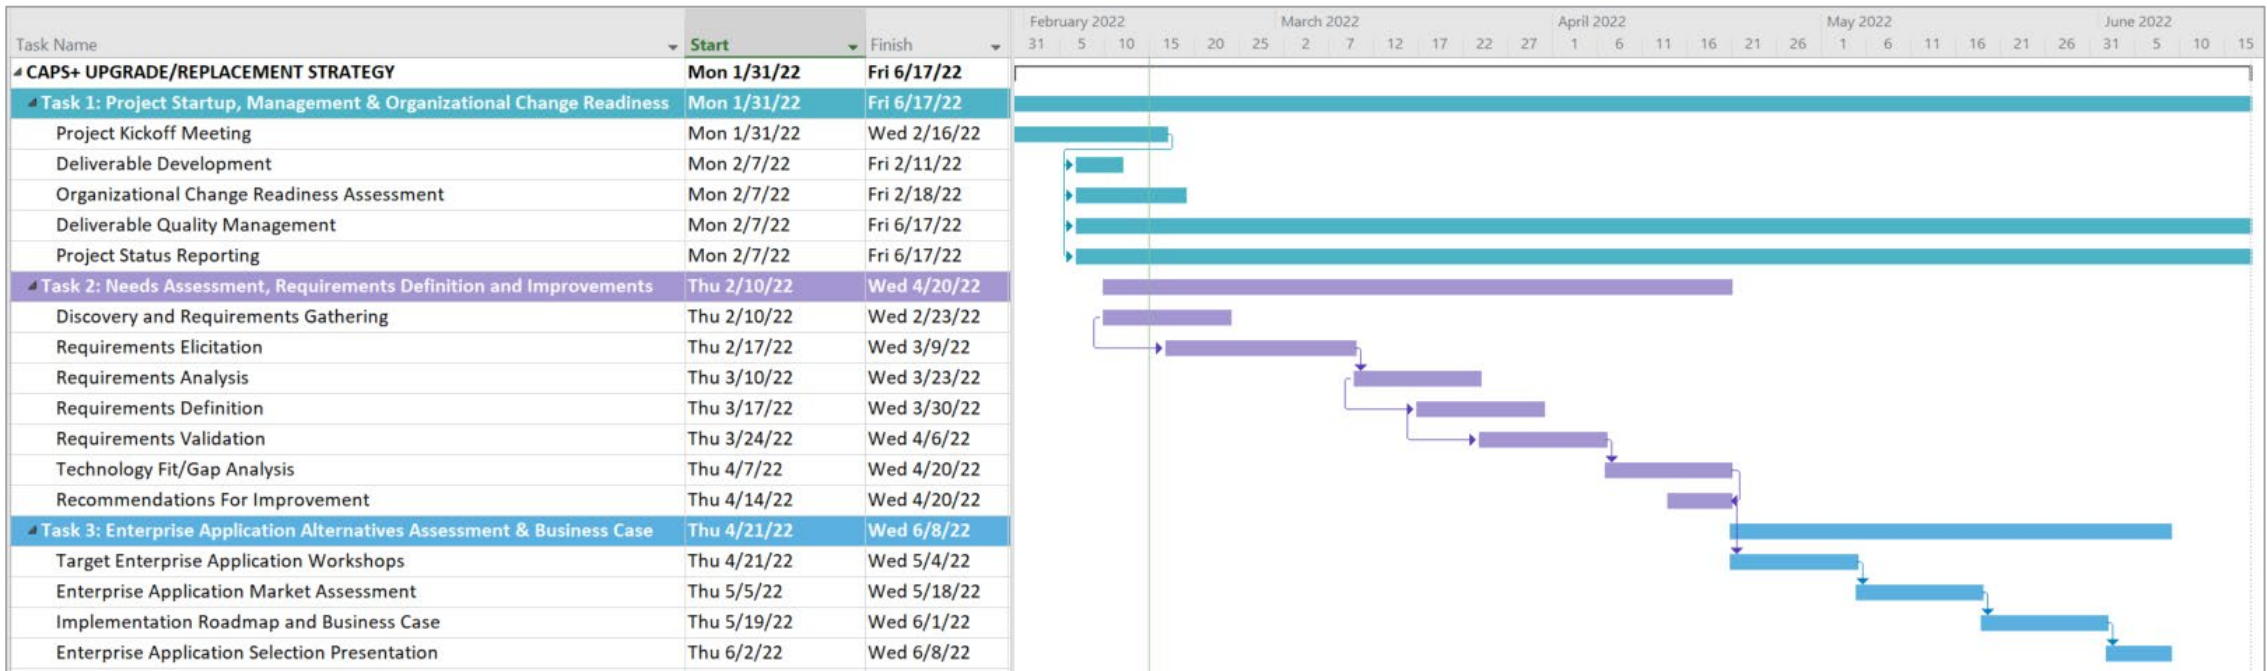 February 2022 March 2022 April 2022 May 2022 June 2022
Task Name Start Finish 31 5 10 15 20 25 2 7 12 17 22 27 1 6 11 16 21 26 1 6 11 16 21 26 31 5 10 15
CAPS+ UPGRADE/REPLACEMENT STRATEGY Mon 1/31/22 Fri 6/17/22
Task 1: Project Startup, Management & Organizational Change Readiness Mon 1/31/22 Fri 6/17/22
Project Kickoff Meeting Mon 1/31/22 Wed 2/16/22
Deliverable Development Mon 2/7/22 Fri 2/11/22
Organizational Change Readiness Assessment Mon 2/7/22 Fri 2/18/22
Deliverable Quality Management Mon 2/7/22 Fri 6/17/22
Project Status Reporting Mon 2/7/22 Fri 6/17/22
Task 2: Needs Assessment, Requirements Definition and Improvements Thu 2/10/22 Wed 4/20/22
Discovery and Requirements Gathering Thu 2/10/22 Wed 2/23/22
Requirements Elicitation Thu 2/17/22 Wed 3/9/22
Requirements Analysis Thu 3/10/22 Wed 3/23/22
Requirements Definition Thu 3/17/22 Wed 3/30/22
Requirements Validation Thu 3/24/22 Wed 4/6/22
Technology Fit/Gap Analysis Thu 4/7/22 Wed 4/20/22
Recommendations For Improvement Thu 4/14/22 Wed 4/20/22
Task 3: Enterprise Application Alternatives Assessment & Business Case Thu 4/21/22 Wed 6/8/22
Target Enterprise Application Workshops Thu 4/21/22 Wed 5/4/22
Enterprise Application Market Assessment Thu 5/5/22 Wed 5/18/22
Implementation Roadmap and Business Case Thu 5/19/22 Wed 6/1/22
Enterprise Application Selection Presentation Thu 6/2/22 Wed 6/8/22